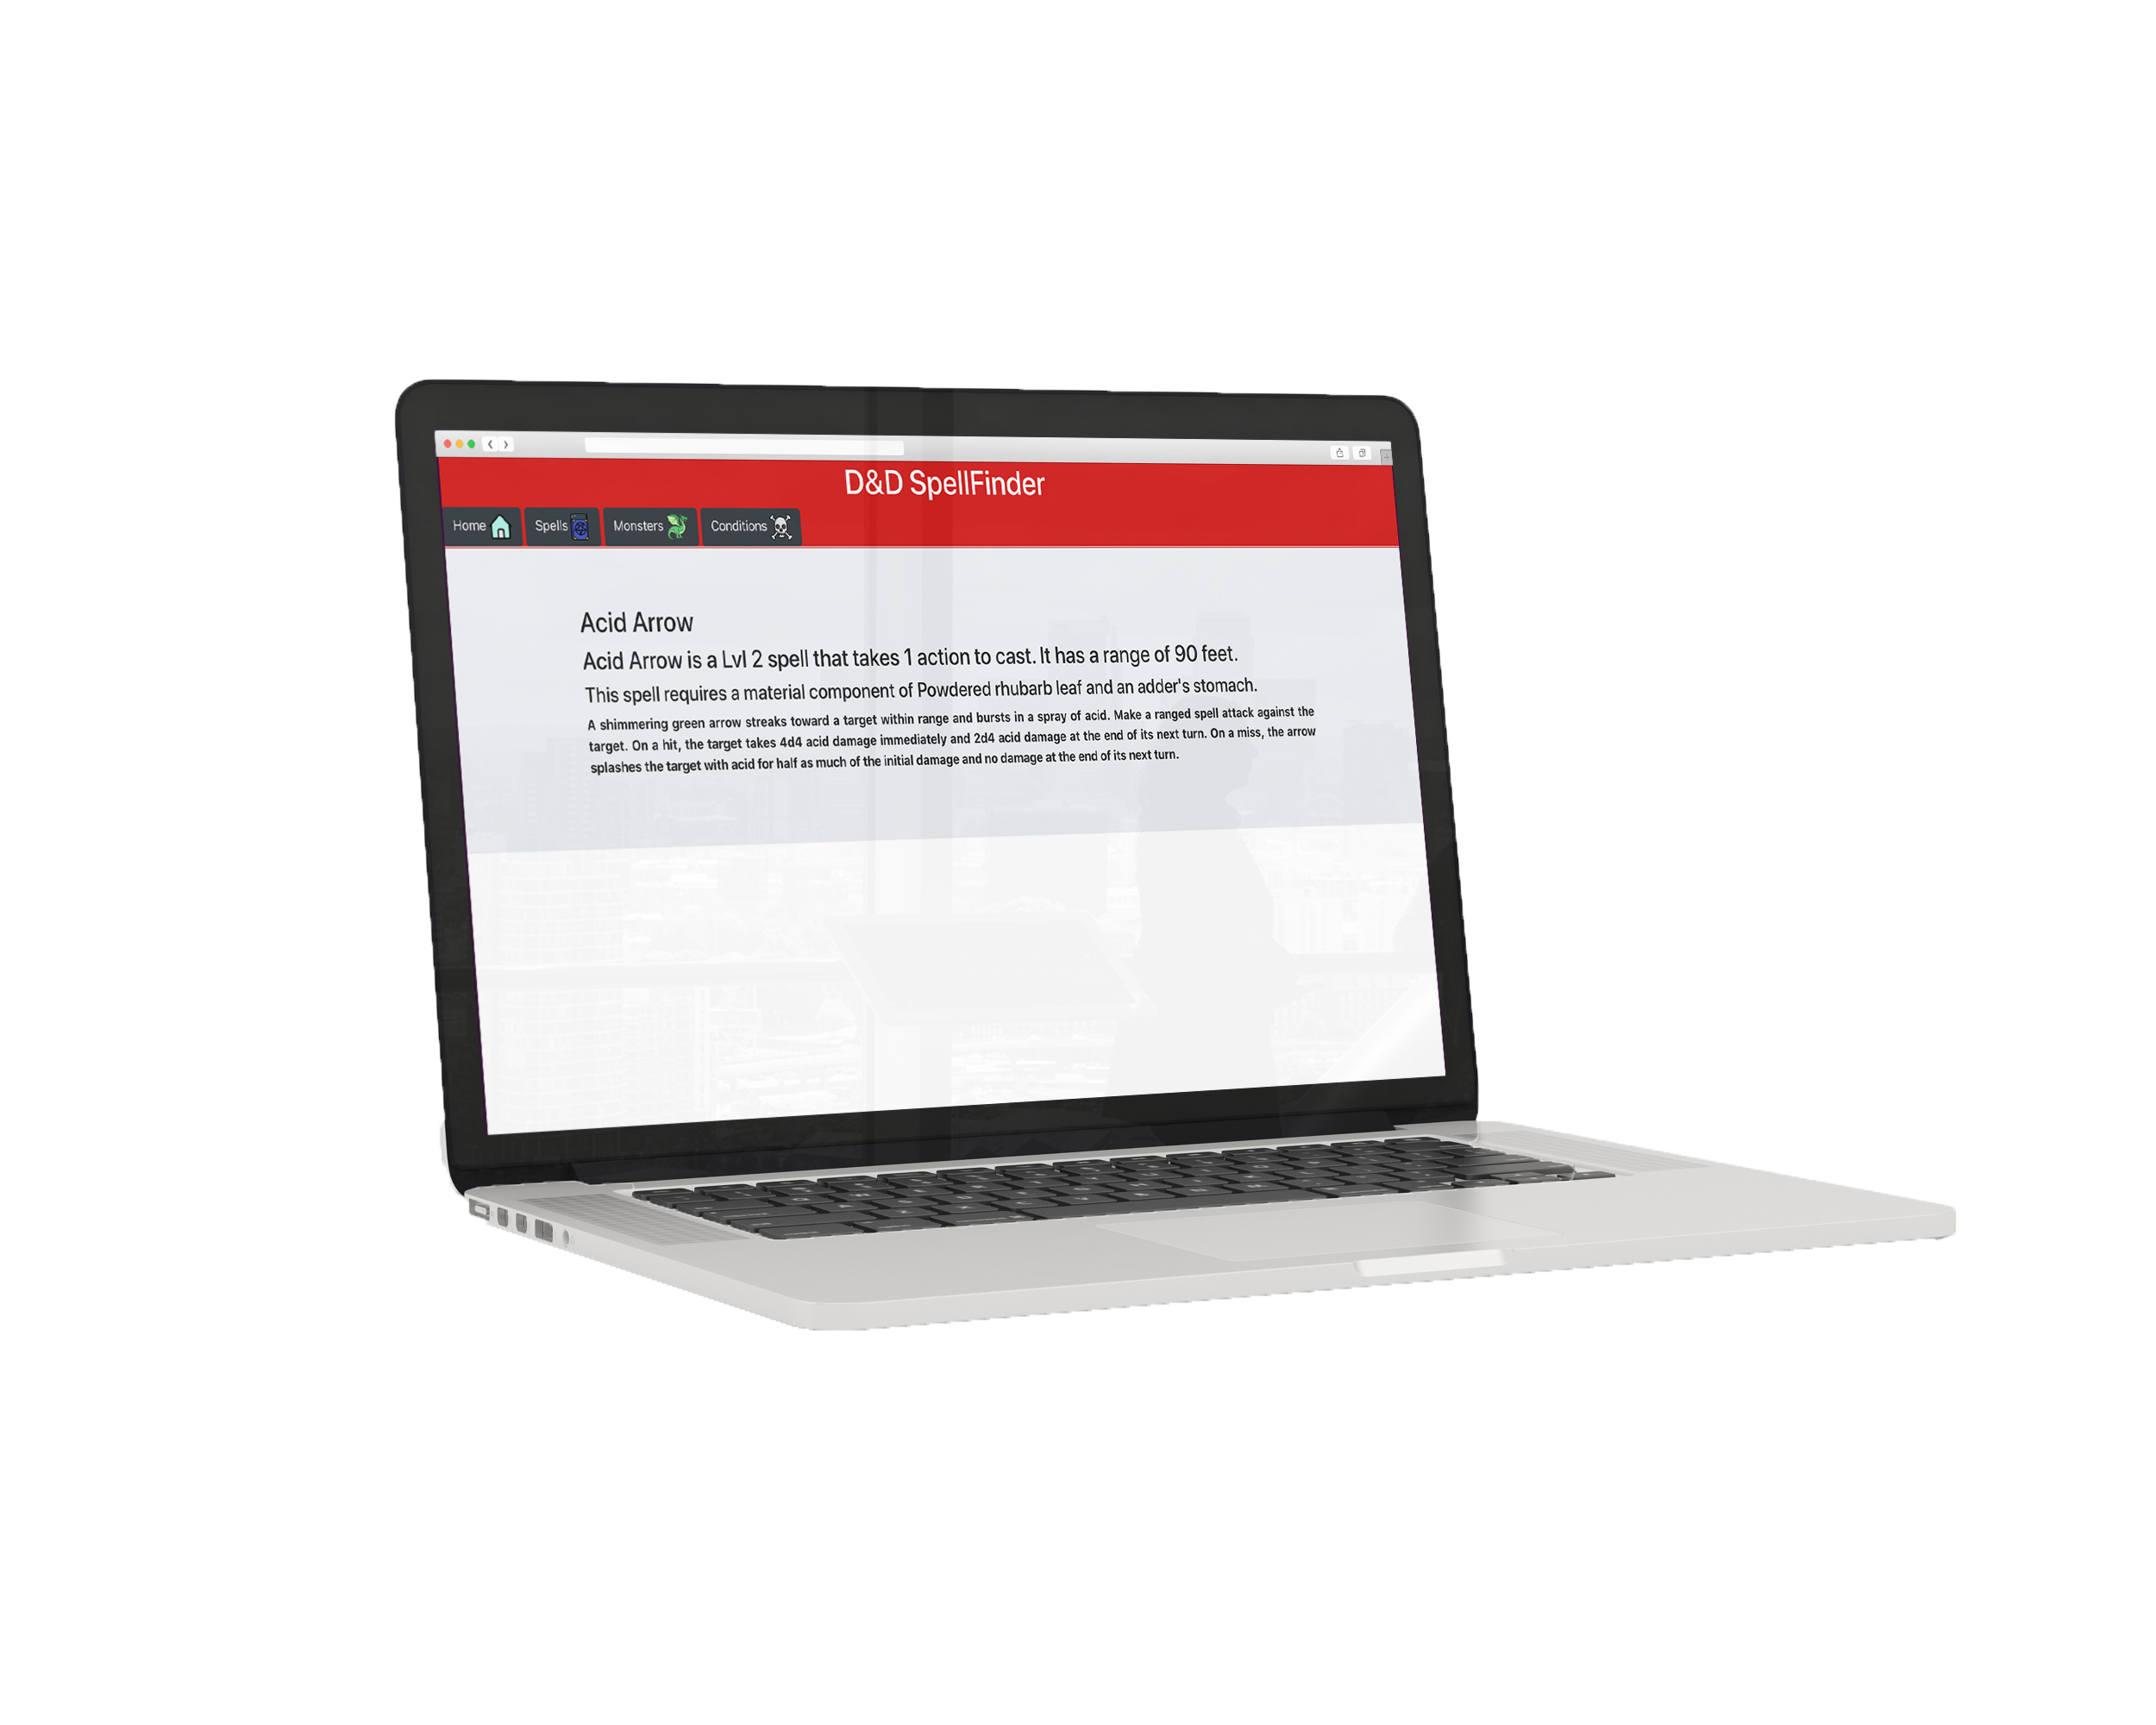 D&D SpellFinder
Home Spells Monsters Conditions
Acid Arrow
Acid Arrow is a Lvl 2 spell that takes 1 action to cast. It has a range of 90 feet.
This spell requires a material component of Powdered rhubarb leaf and an adder's stomach.
A shimmering green arrow streaks toward a target within range and bursts in a spray of acid. Make a ranged spell attack against the
target. On a hit, the target takes 4d4 acid damage immediately and 2d4 acid damage at the end of its next turn. On a miss, the arrow
splashes the target with acid for half as much of the initial damage and no damage at the end of its next turn.